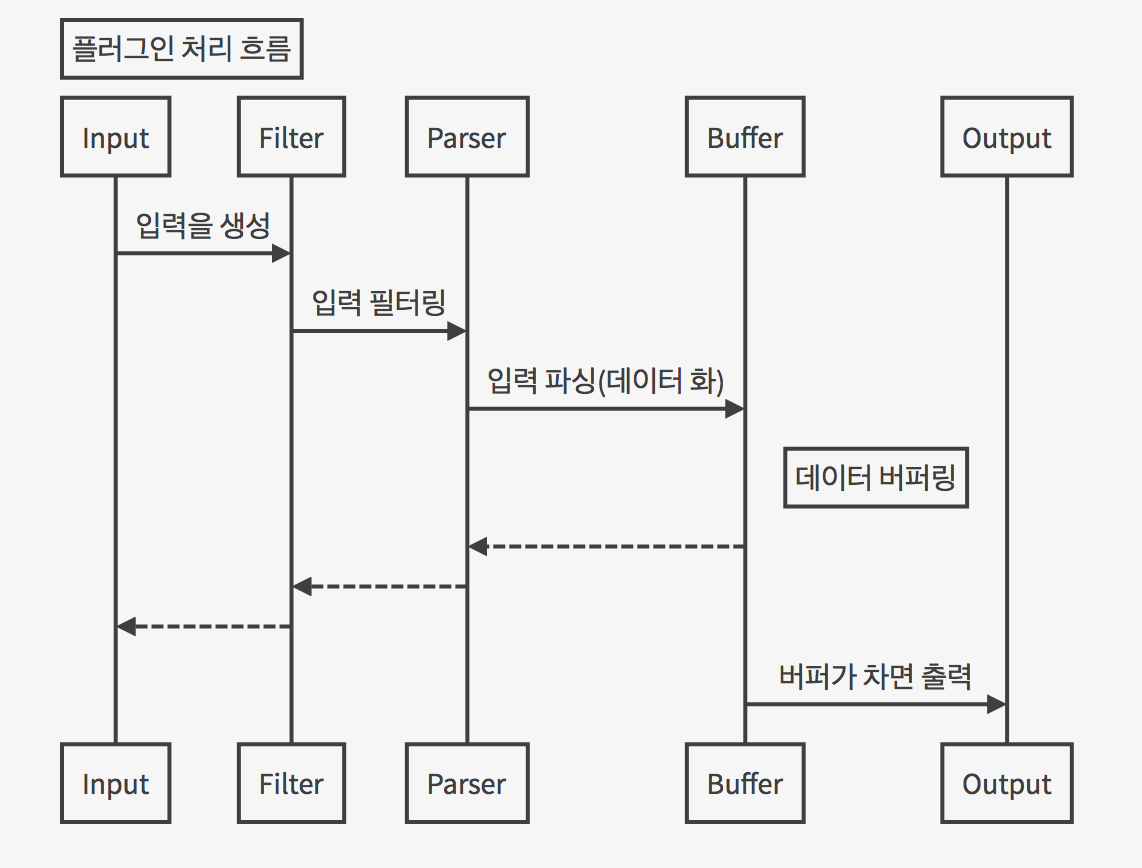 플러그인 처리 흐름
Input
Filter
Parser
Buffer
Output
입력을 생성
입력 필터링
입력 파싱(데이터 화)
데이터 버퍼링
버퍼가 차면 출력
Input
Filter
Parser
Buffer
Output